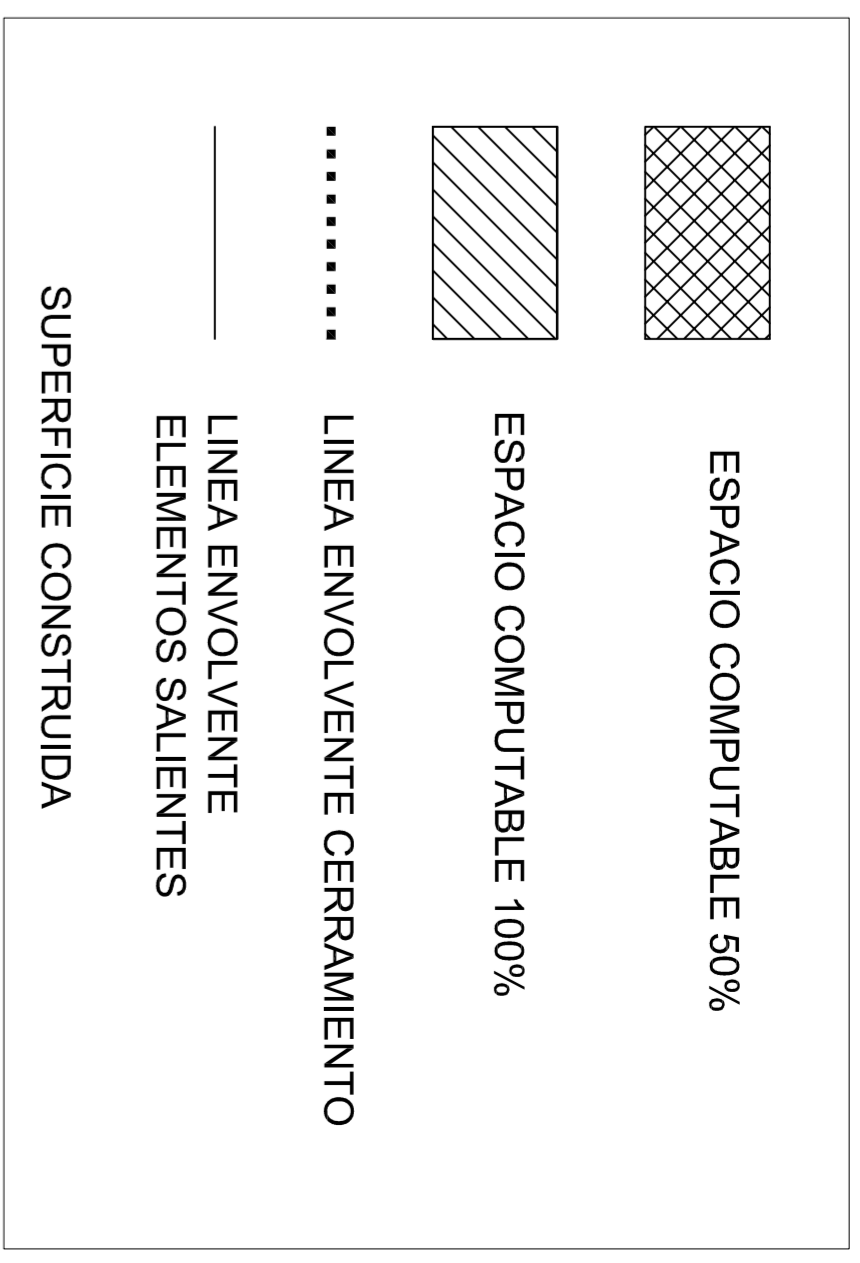 ESPACIO COMPUTABLE 50%
ESPACIO COMPUTABLE 100%
LINEA ENVOLVENTE CERRAMIENTO
LINEA ENVOLVENTE
ELEMENTOS SALIENTES
SUPERFICIE CONSTRUIDA